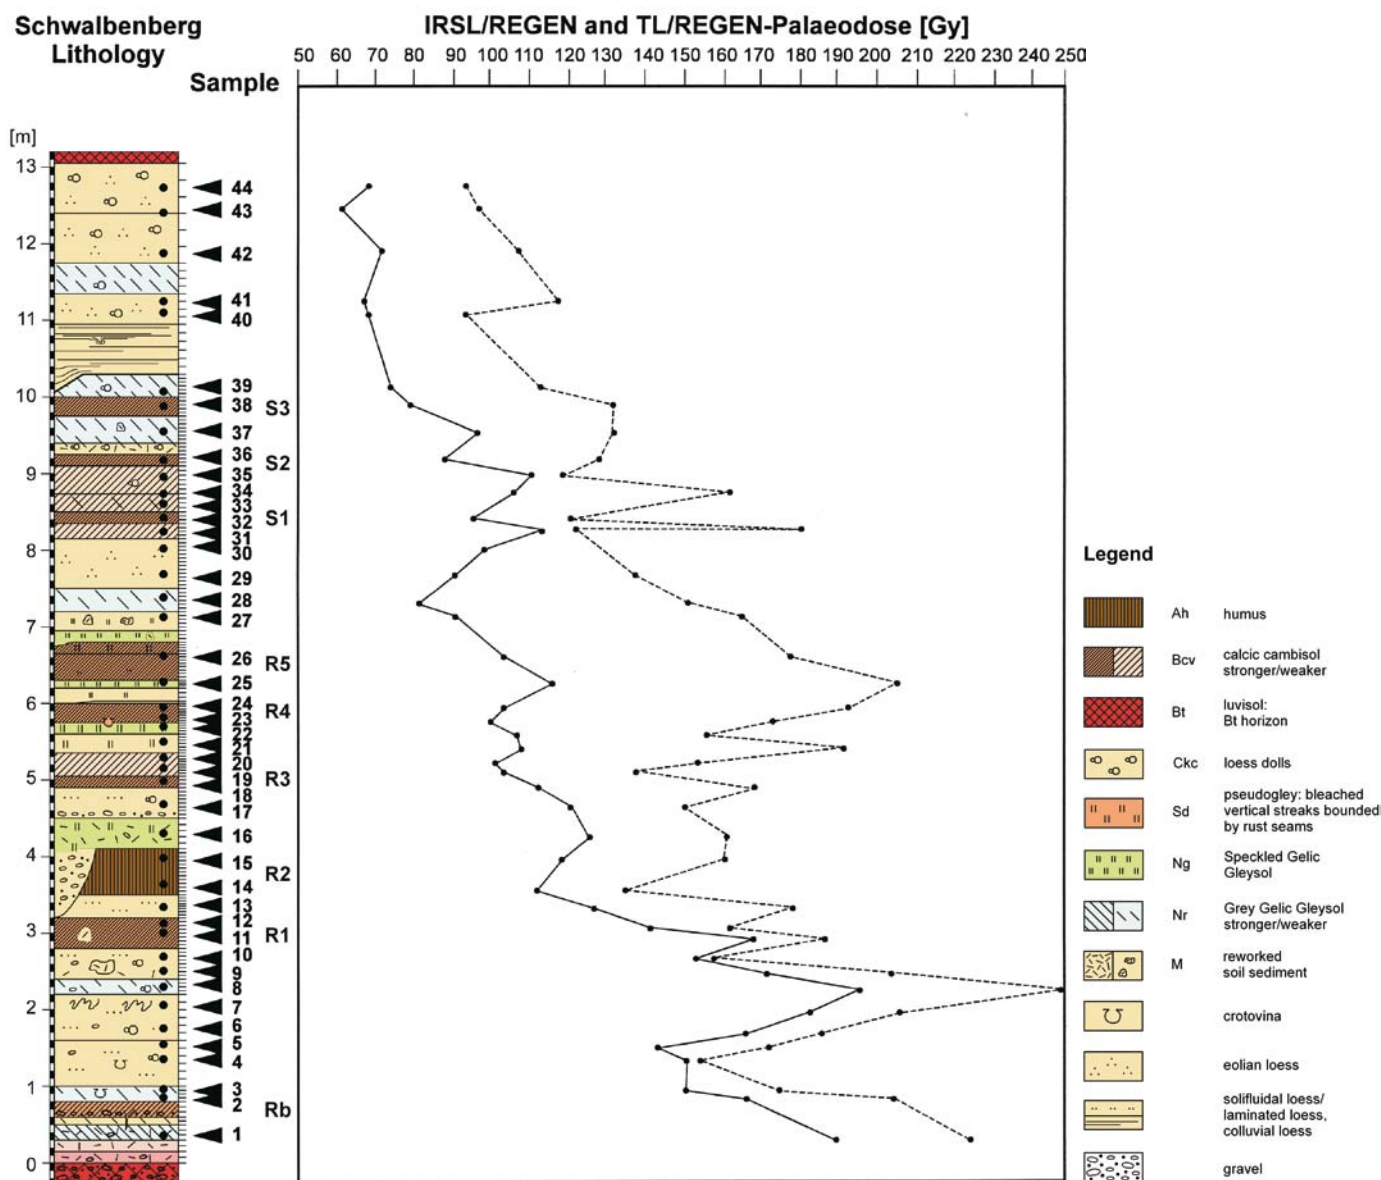 Schwalbenberg
Lithology
IRSL/REGEN and TL/REGEN-Palaeodose [Gy]
50 60 70 80 90 100 110 120 130 140 150 160 170 180 190 200 210 220 230 240 250
Sample
[m]
13
12
11
10
9
8
7
6
5
4
3
2
1
0
44
43
42
41
40
39
38
37
36
35
34
33
32
31
30
29
28
27
26
25
24
23
22
21
20
19
18
17
16
15
14
13
12
11
10
9
8
7
6
5
4
3
2
1
S3
S2
S1
R5
R4
R3
R2
R1
Rb
Legend
Ah humus
Bcv calcic cambisol
stronger/weaker
Bt luvisol:
Bt horizon
Ckc loess dolls
Sd pseudogley: bleached
vertical streaks bounded
by rust seams
Ng Speckled Gelic
Gleysol
Nr Grey Gelic Gleysol
stronger/weaker
M reworked
soil sediment
crotovina
eolian loess
solifluidal loess/
laminated loess,
colluvial loess
gravel